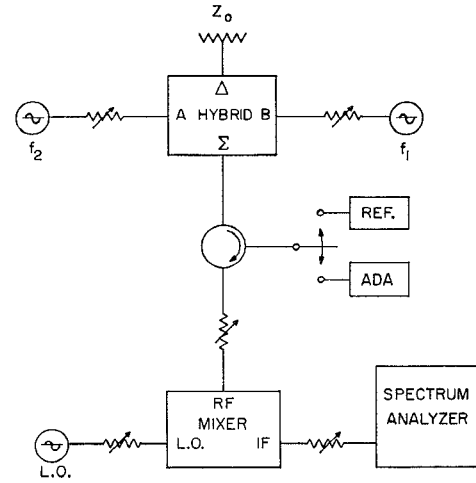 Z₀
Δ
A HYBRID B
Σ
f₂
f₁
REF.
ADA
RF
MIXER
L.O. IF
L.O.
SPECTRUM
ANALYZER